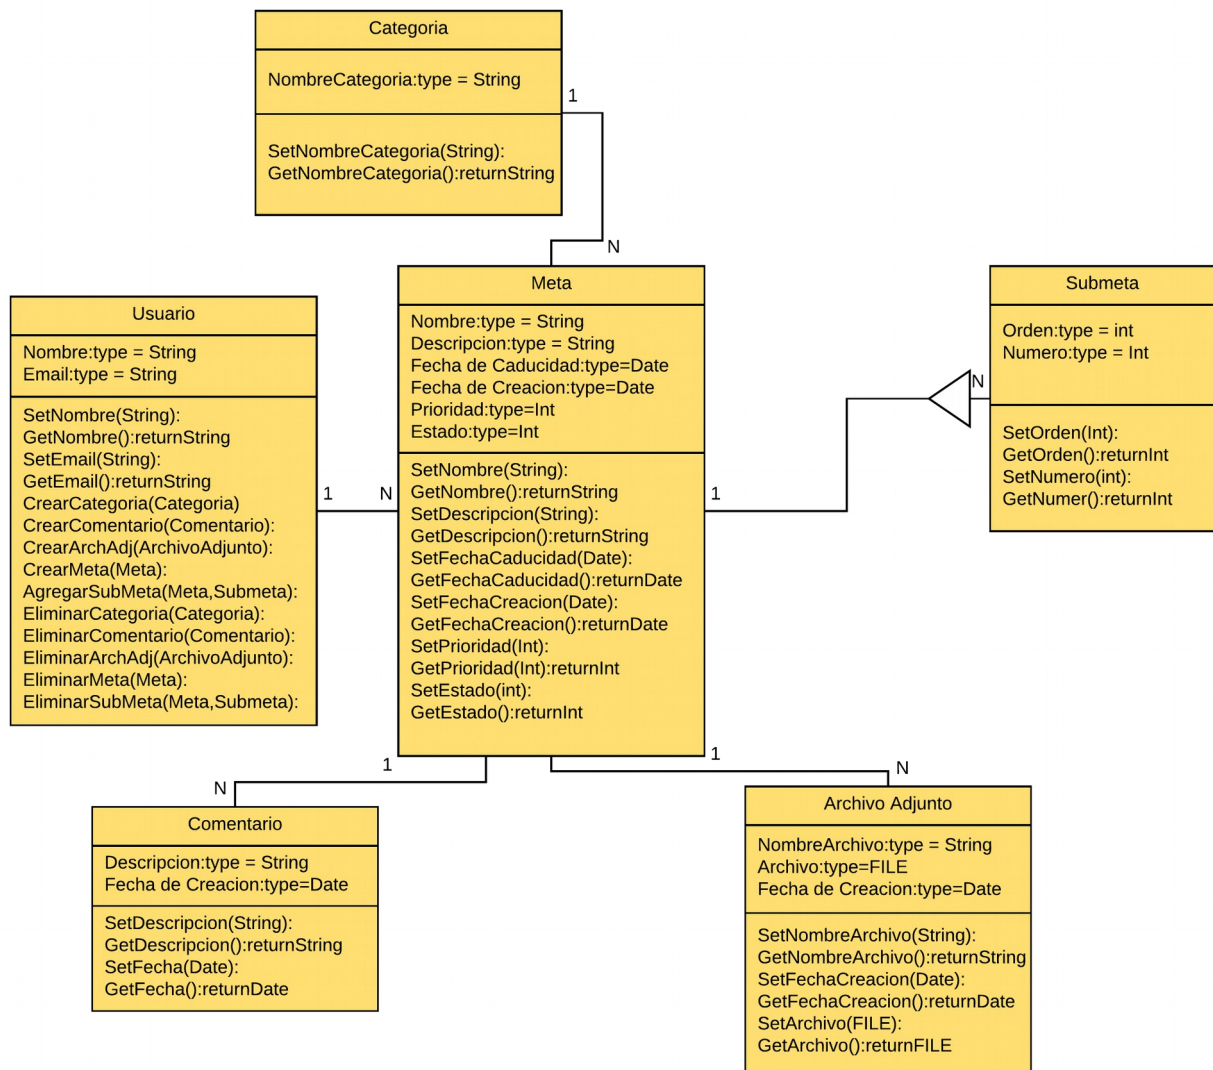 Categoria
NombreCategoria:type = String
SetNombreCategoria(String):
GetNombreCategoria():returnString
1
N
Meta
Nombre:type = String
Descripcion:type = String
Fecha de Caducidad:type=Date
Fecha de Creacion:type=Date
Prioridad:type=Int
Estado:type=Int
SetNombre(String):
GetNombre():returnString
SetDescripcion(String):
GetDescripcion():returnString
SetFechaCaducidad(Date):
GetFechaCaducidad():returnDate
SetFechaCreacion(Date):
GetFechaCreacion():returnDate
SetPrioridad(Int):
GetPrioridad(Int):returnInt
SetEstado(int):
GetEstado():returnInt
Submeta
Orden:type = int
Numero:type = Int
SetOrden(Int):
GetOrden():returnInt
SetNumero(int):
GetNumer():returnInt
N
1
Usuario
Nombre:type = String
Email:type = String
SetNombre(String):
GetNombre():returnString
SetEmail(String):
GetEmail():returnString
CrearCategoria(Categoria)
CrearComentario(Comentario):
CrearArchAdj(ArchivoAdjunto):
CrearMeta(Meta):
AgregarSubMeta(Meta,Submeta):
EliminarCategoria(Categoria):
EliminarComentario(Comentario):
EliminarArchAdj(ArchivoAdjunto):
EliminarMeta(Meta):
EliminarSubMeta(Meta,Submeta):
1
N
1
N
Comentario
Descripcion:type = String
Fecha de Creacion:type=Date
SetDescripcion(String):
GetDescripcion():returnString
SetFecha(Date):
GetFecha():returnDate
1
N
Archivo Adjunto
NombreArchivo:type = String
Archivo:type=FILE
Fecha de Creacion:type=Date
SetNombreArchivo(String):
GetNombreArchivo():returnString
SetFechaCreacion(Date):
GetFechaCreacion():returnDate
SetArchivo(FILE):
GetArchivo():returnFILE